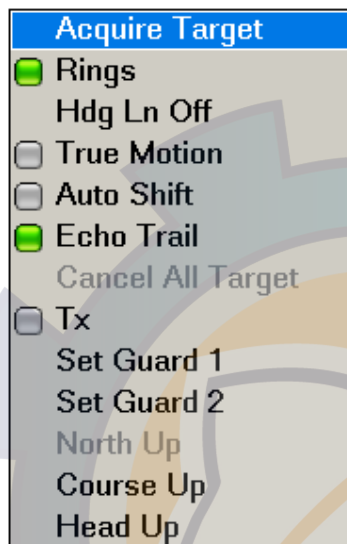 Acquire Target
Rings
Hdg Ln Off
True Motion
Auto Shift
Echo Trail
Cancel All Target
Tx
Set Guard 1
Set Guard 2
North Up
Course Up
Head Up